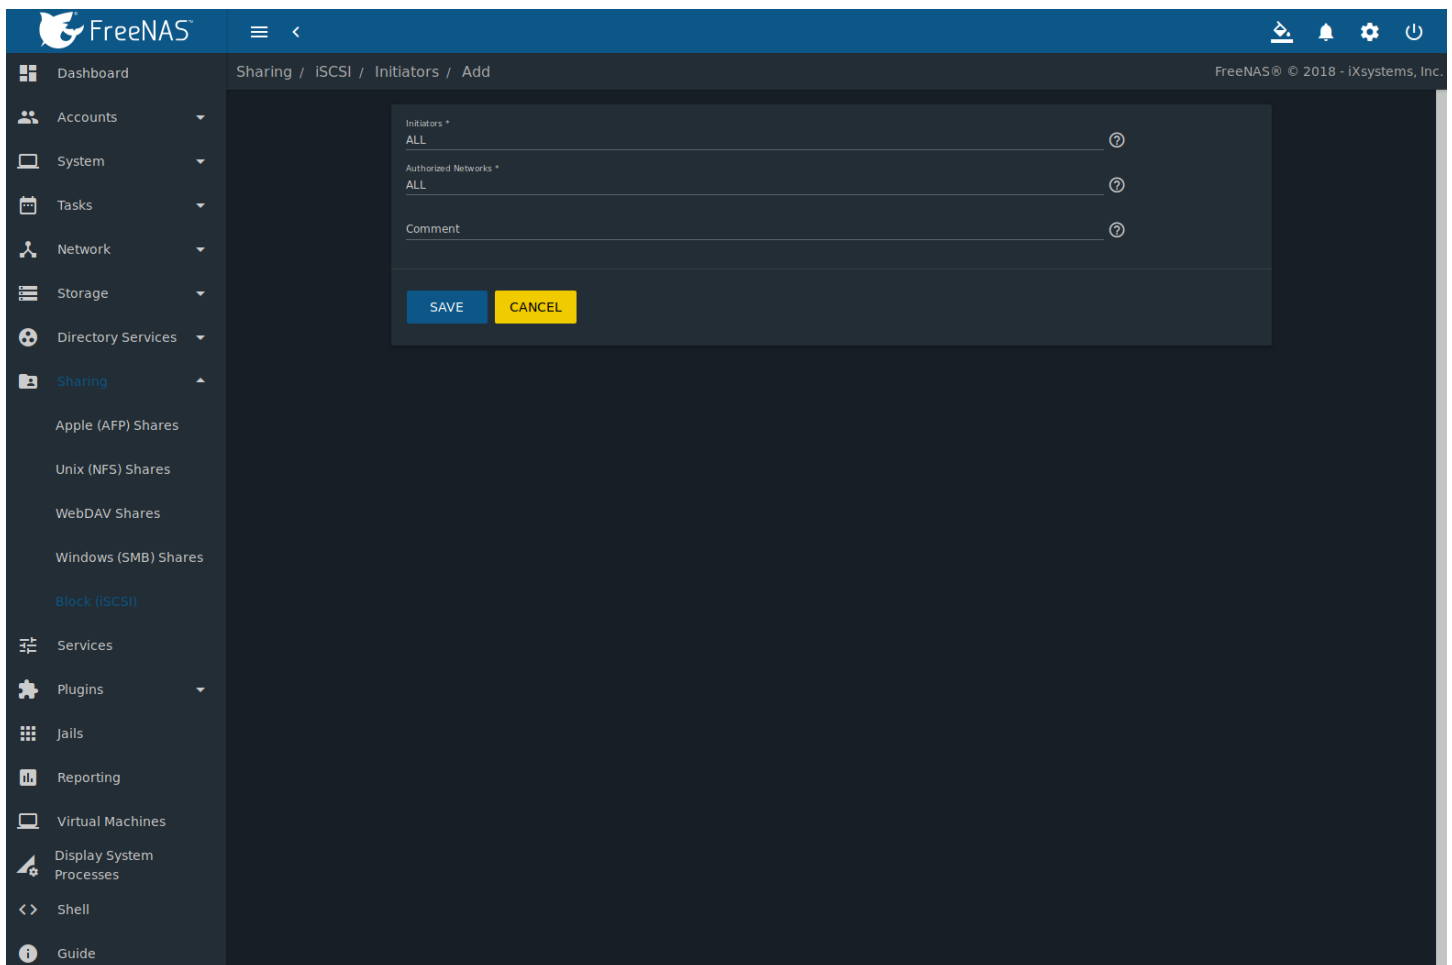 FreeNAS™
Sharing / iSCSI / Initiators / Add
FreeNAS® © 2018 - iXsystems, Inc.
Dashboard
Accounts
System
Tasks
Network
Storage
Directory Services
Sharing
Apple (AFP) Shares
Unix (NFS) Shares
WebDAV Shares
Windows (SMB) Shares
Block (iSCSI)
Services
Plugins
Jails
Reporting
Virtual Machines
Display System
Processes
Shell
Guide
Initiators *
ALL
Authorized Networks *
ALL
Comment
SAVE CANCEL